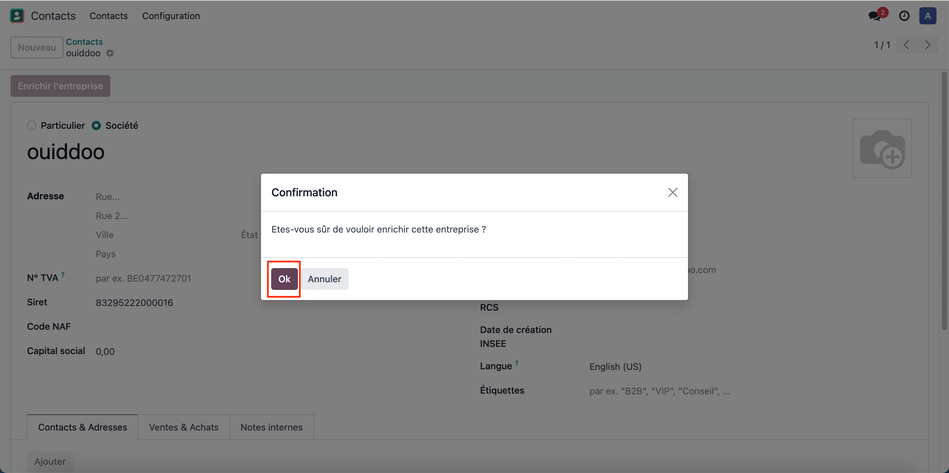 Contacts Contacts Configuration 2 A
Nouveau Contacts
ouiddoo
1 / 1
Enrichir l'entreprise
Particulier Société
ouiddoo
Adresse Rue...
Rue 2...
Ville État
Pays
N° TVA ? par ex. BE0477472701
Siret 83295222000016
Code NAF
Capital social 0,00
Confirmation
Etes-vous sûr de vouloir enrichir cette entreprise ?
Ok Annuler
oo.com
RCS
Date de création
INSEE
Langue ? English (US)
Étiquettes par ex. "B2B", "VIP", "Conseil", ...
Contacts & Adresses Ventes & Achats Notes internes
Ajouter